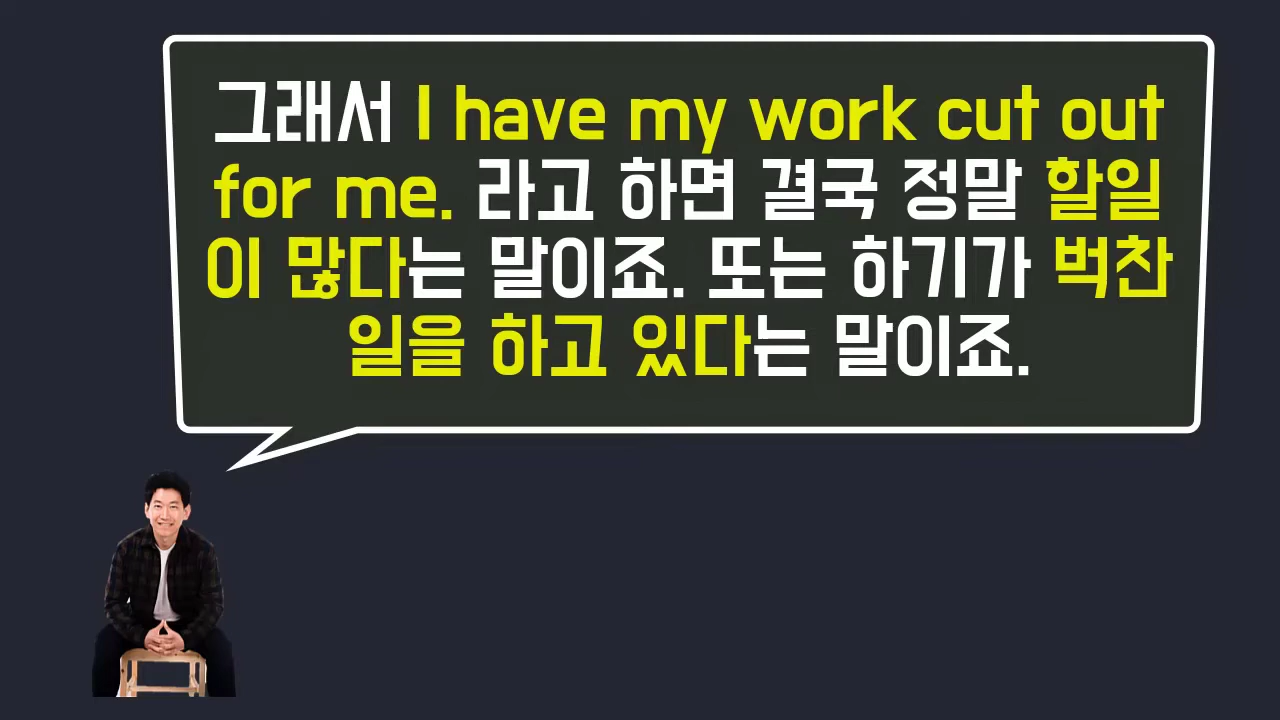 그래서 I have my work cut out
for me. 라고 하면 결국 정말 할일
이 많다는 말이죠. 또는 하기가 벅찬
일을 하고 있다는 말이죠.